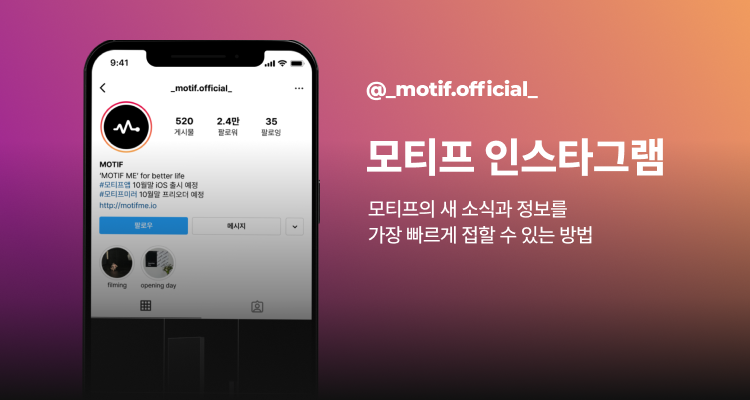 9:41
_motif.official_
520 2.4만 35
게시물 팔로워 팔로잉
MOTIF
'MOTIF ME' for better life
#모티프앱 10월말 iOS 출시 예정
#모티프미러 10월말 프리오더 예정
http://motifme.io
팔로우 메시지
filming opening day
@_motif.official_
모티프 인스타그램
모티프의 새 소식과 정보를
가장 빠르게 접할 수 있는 방법